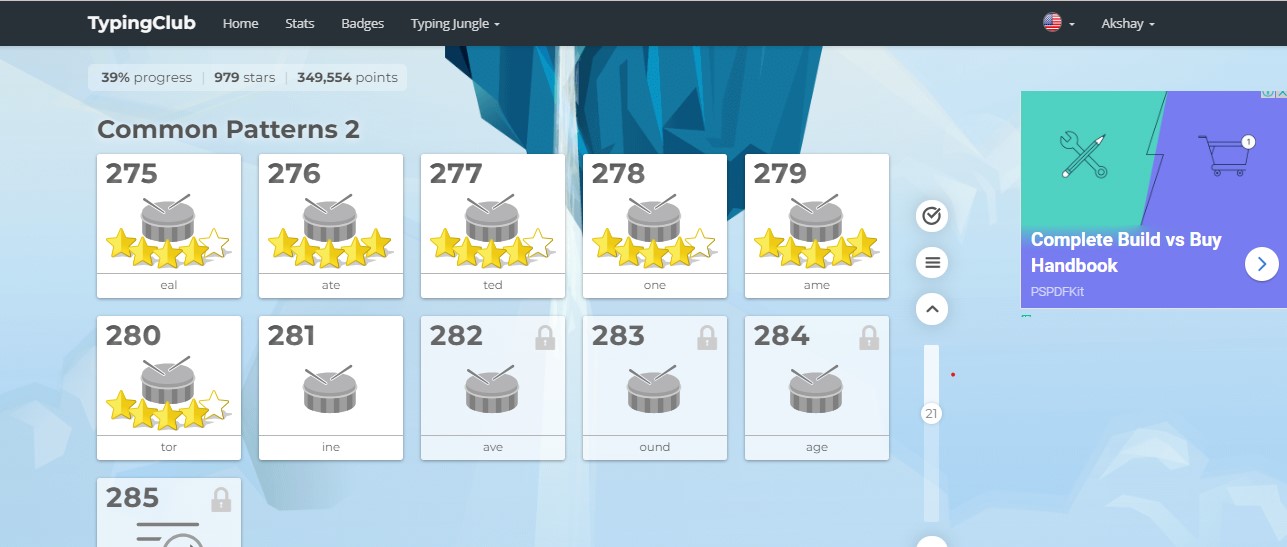 TypingClub Home Stats Badges Typing Jungle Akshay
39% progress | 979 stars | 349,554 points
Common Patterns 2
275 276 277 278 279
eal ate ted one ame
280 281 282 283 284
tor ine ave ound age
285
21
1
Complete Build vs Buy
Handbook
PSPDFKit